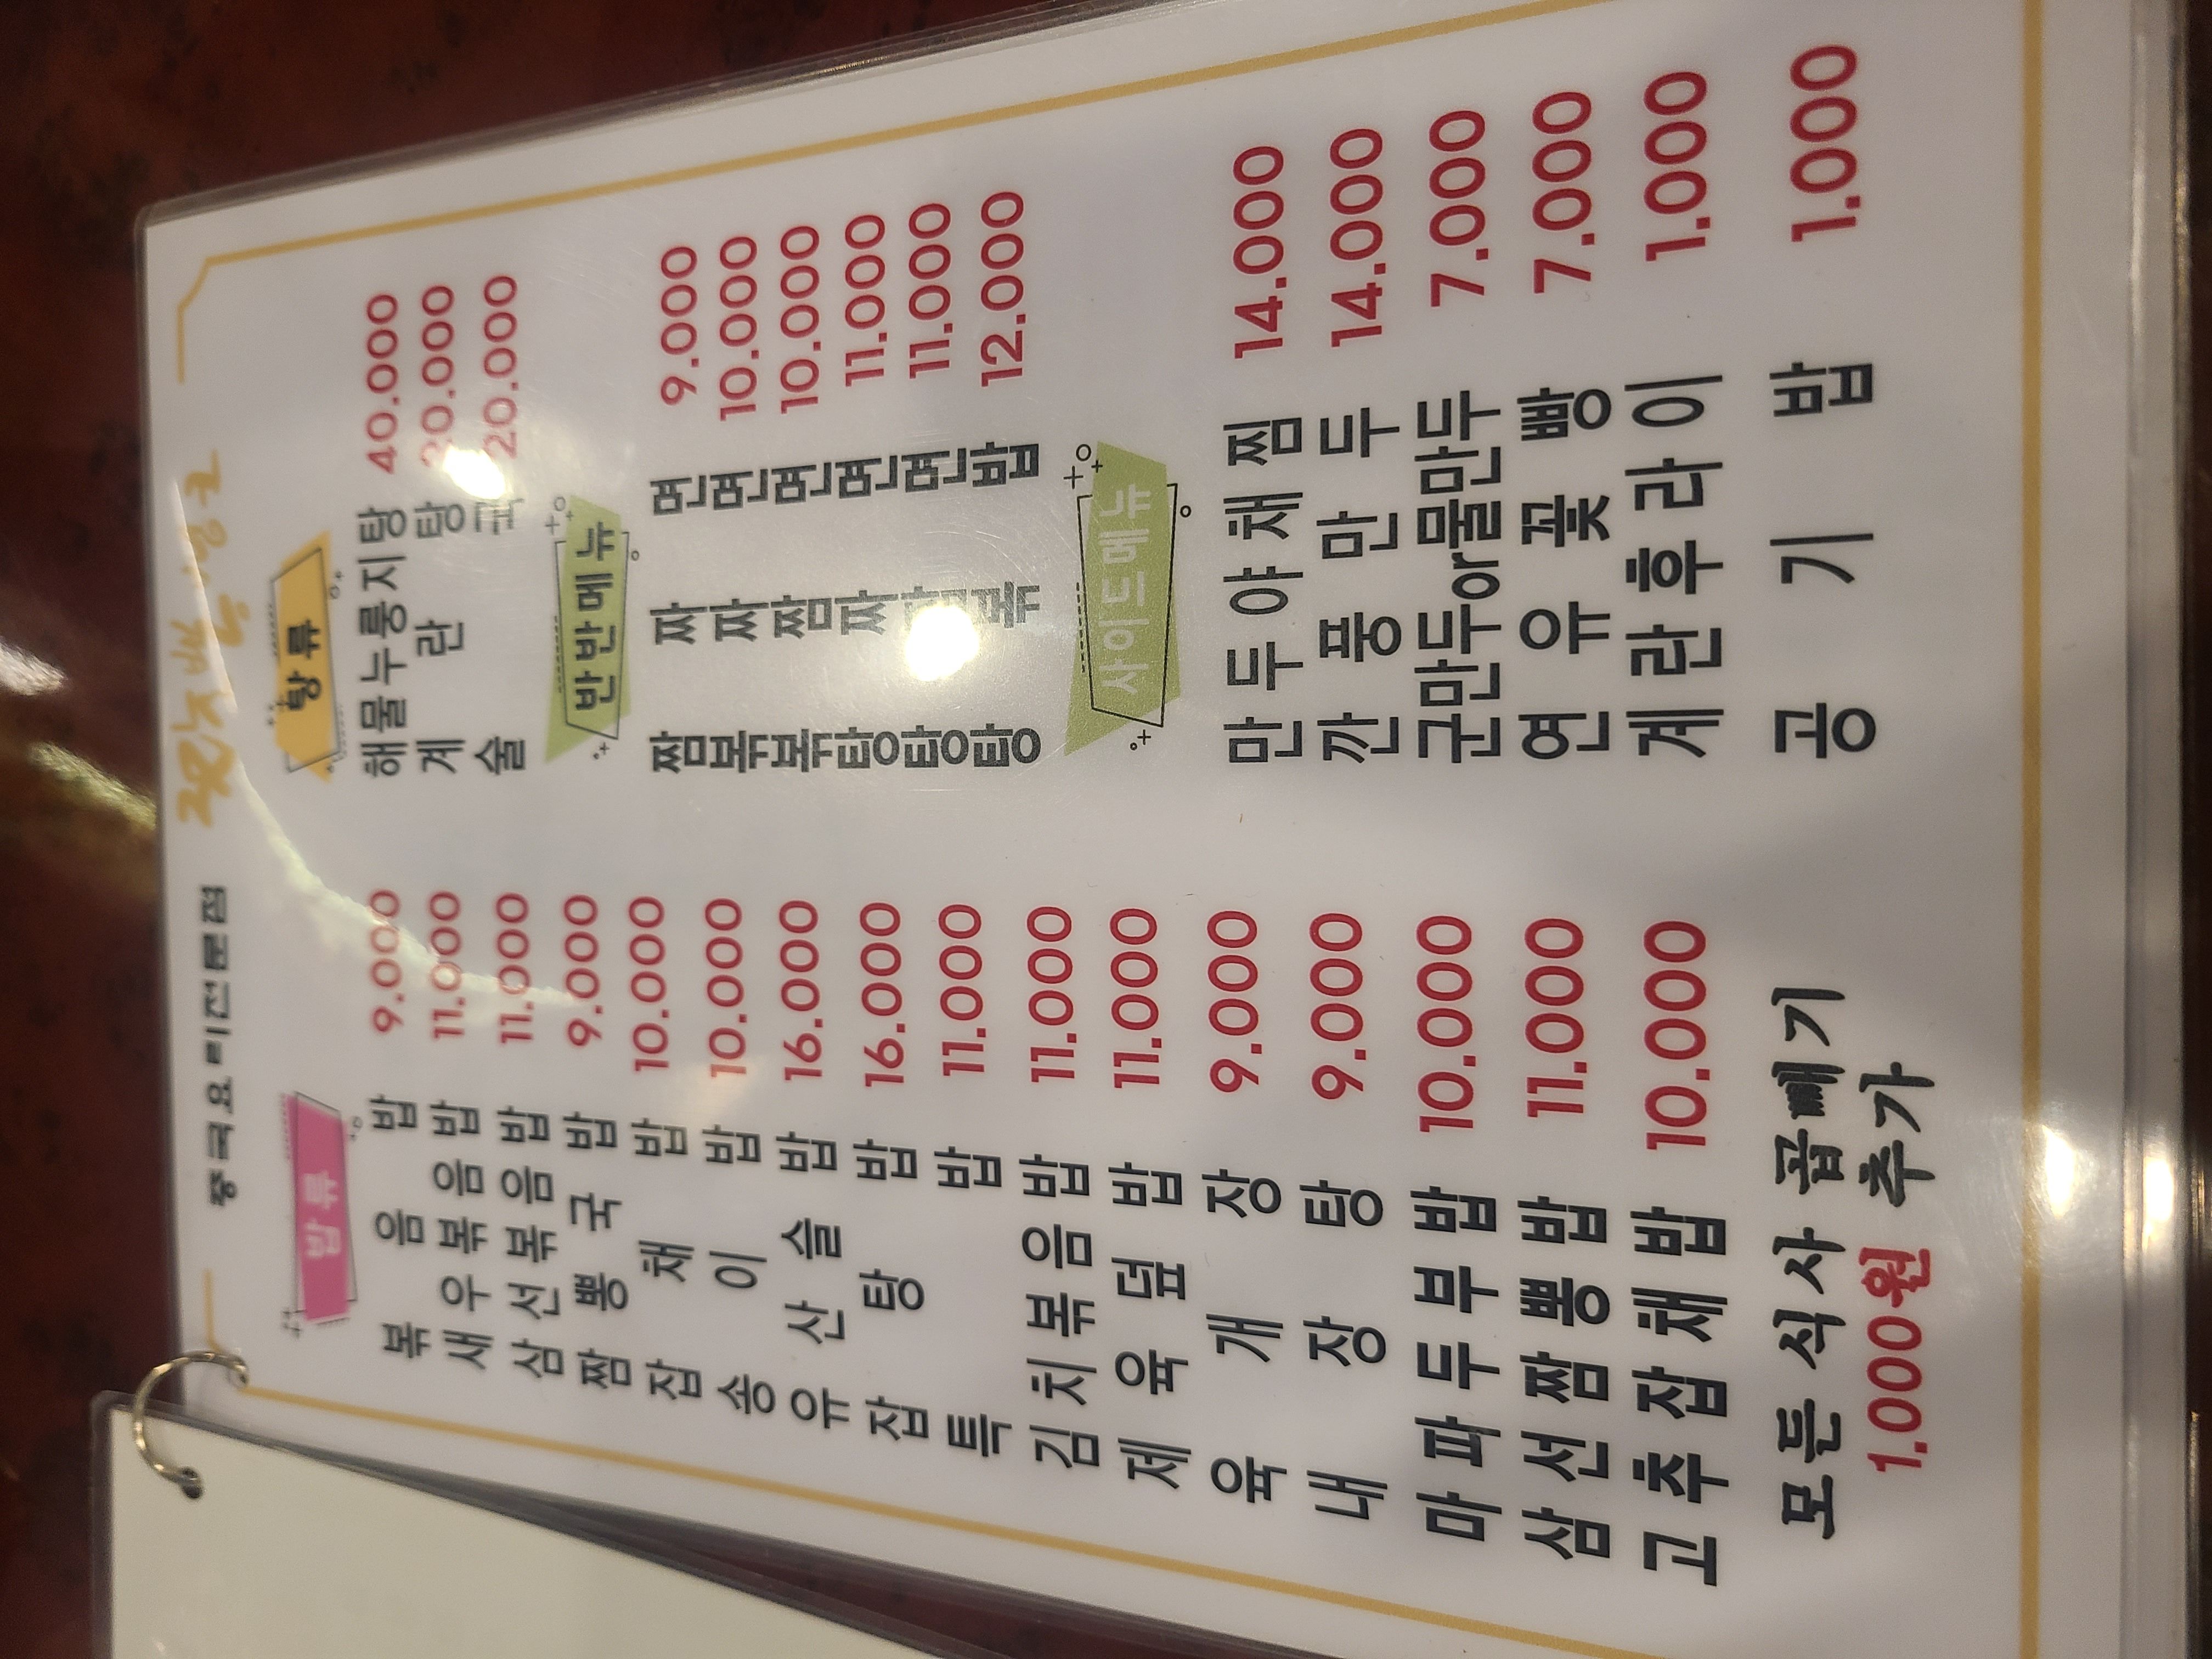 중국요리전문점
밥류
볶음밥 9.000
새우볶음밥 11.000
삼선볶음밥 11.000
짬뽕국밥 9.000
잡채밥 10.000
송이밥 10.000
유산슬밥 16.000
잡탕밥 16.000
특밥 11.000
김치볶음밥 11.000
제육덮밥 11.000
육개장 9.000
내장탕 9.000
마파두부밥 10.000
삼선짬뽕밥 11.000
고추잡채밥 10.000
모든 식사 곱빼기
1.000원 추가
탕류
해물누룽지탕 40.000
계란탕 20.000
술국 20.000
반반메뉴
짬짜면 9.000
볶짜면 10.000
볶짬면 10.000
탕짜면 11.000
탕 면 11.000
탕볶밥 12.000
사이드메뉴
만두야채찜 14.000
깐풍만두 14.000
군만두or물만두 7.000
연유꽃빵 7.000
계란후라이 1.000
공기밥 1.000